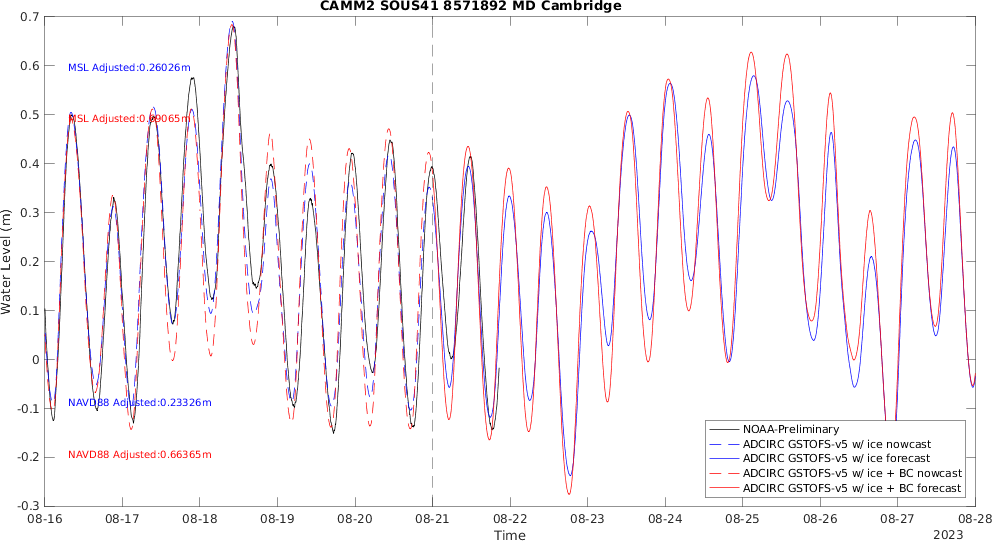 CAMM2 SOUS41 8571892 MD Cambridge
0.7
0.6
0.5
0.4
0.3
0.2
0.1
0
-0.1
-0.2
-0.3
Water Level (m)
MSL Adjusted:0.26026m
MSL Adjusted:0.69065m
NAVD88 Adjusted:0.23326m
NAVD88 Adjusted:0.66365m
NOAA-Preliminary
ADCIRC GSTOFS-v5 w/ ice nowcast
ADCIRC GSTOFS-v5 w/ ice forecast
ADCIRC GSTOFS-v5 w/ ice + BC nowcast
ADCIRC GSTOFS-v5 w/ ice + BC forecast
08-16 08-17 08-18 08-19 08-20 08-21 08-22 08-23 08-24 08-25 08-26 08-27 08-28
Time
2023